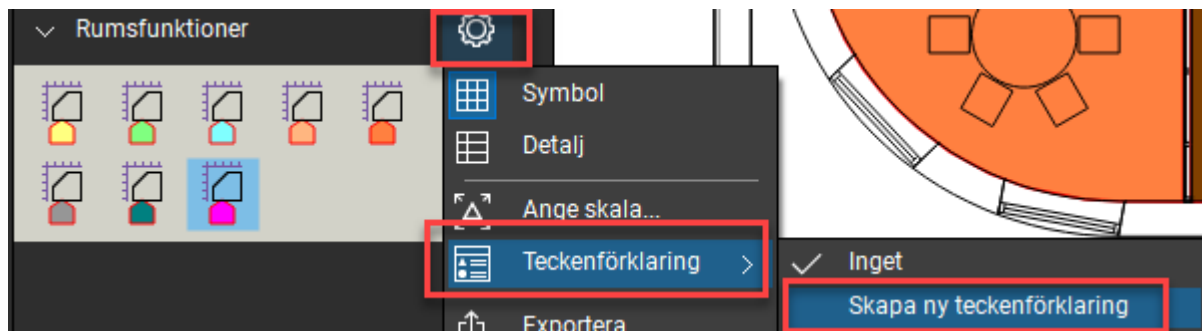 Rumsfunktioner
Symbol
Detalj
Ange skala...
Teckenförklaring
Inget
Skapa ny teckenförklaring
Exportera